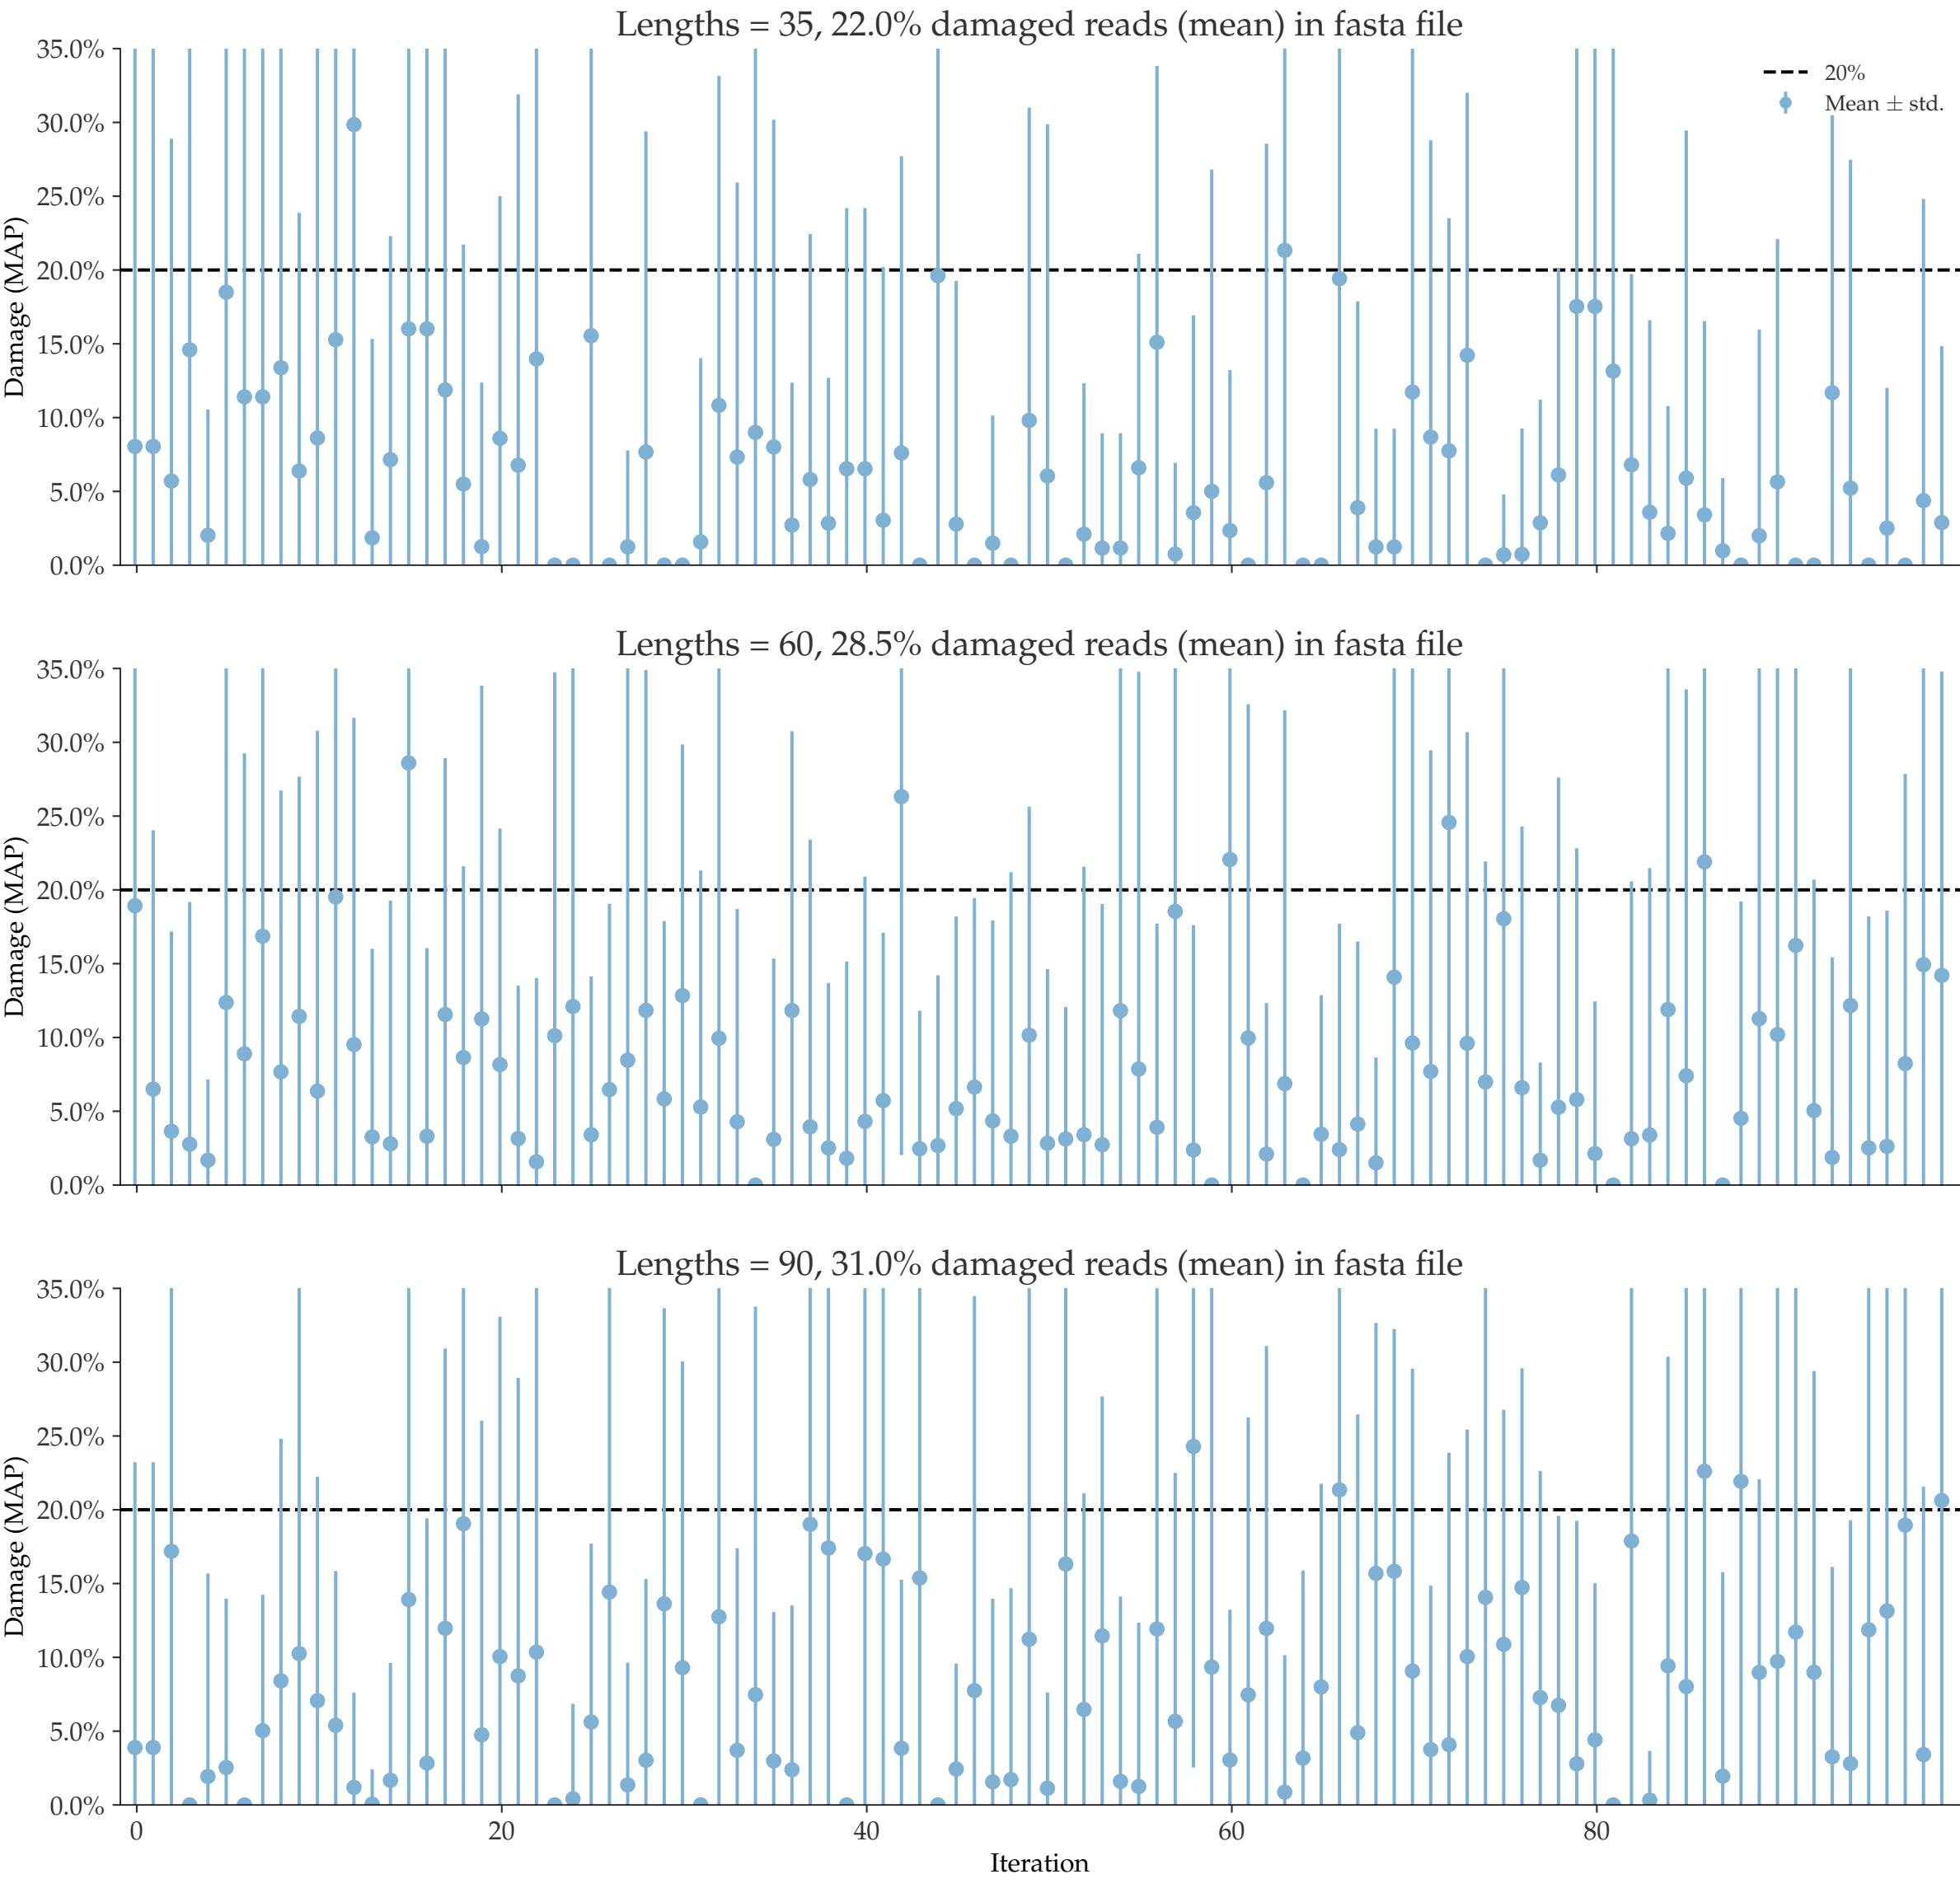 Lengths = 35, 22.0% damaged reads (mean) in fasta file
35.0%
30.0%
25.0%
20.0%
15.0%
10.0%
5.0%
0.0%
Damage (MAP)
20%
Mean ± std.
Lengths = 60, 28.5% damaged reads (mean) in fasta file
35.0%
30.0%
25.0%
20.0%
15.0%
10.0%
5.0%
0.0%
Damage (MAP)
Lengths = 90, 31.0% damaged reads (mean) in fasta file
35.0%
30.0%
25.0%
20.0%
15.0%
10.0%
5.0%
0.0%
Damage (MAP)
0 20 40 60 80
Iteration